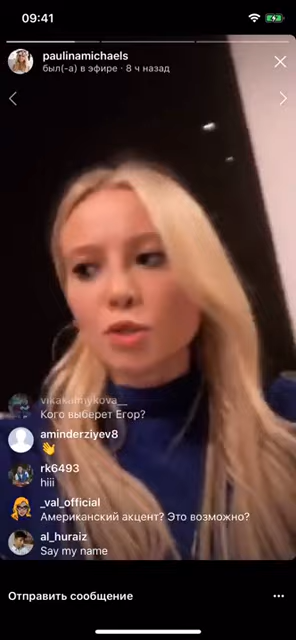 09:41
paulinamichaels
был(-а) в эфире · 8 ч назад
vikakalmykova__
Кого выберет Егор?
aminderziyev8
👋
rk6493
hiii
_val_official
Американский акцент? Это возможно?
al_huraiz
Say my name
Отправить сообщение